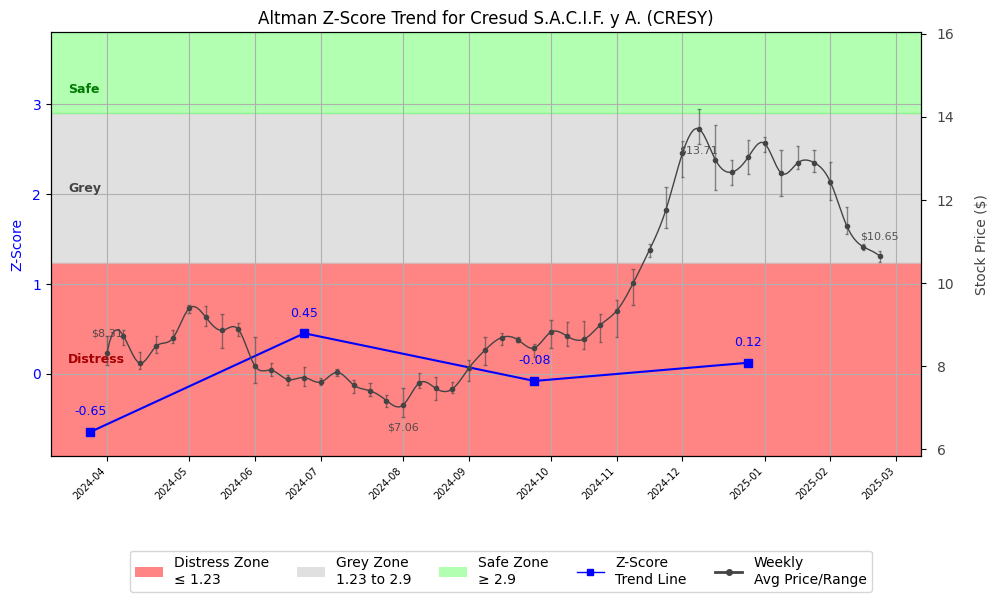 Altman Z-Score Trend for Cresud S.A.C.I.F. y A. (CRESY)
Z-Score
3
2
1
0
Safe
Grey
Distress
$8.31
-0.65
0.45
$7.06
-0.08
$13.71
0.12
$10.65
16
14
12
10
8
6
Stock Price ($)
2024-04
2024-05
2024-06
2024-07
2024-08
2024-09
2024-10
2024-11
2024-12
2025-01
2025-02
2025-03
Distress Zone
≤ 1.23
Grey Zone
1.23 to 2.9
Safe Zone
≥ 2.9
Z-Score
Trend Line
Weekly
Avg Price/Range